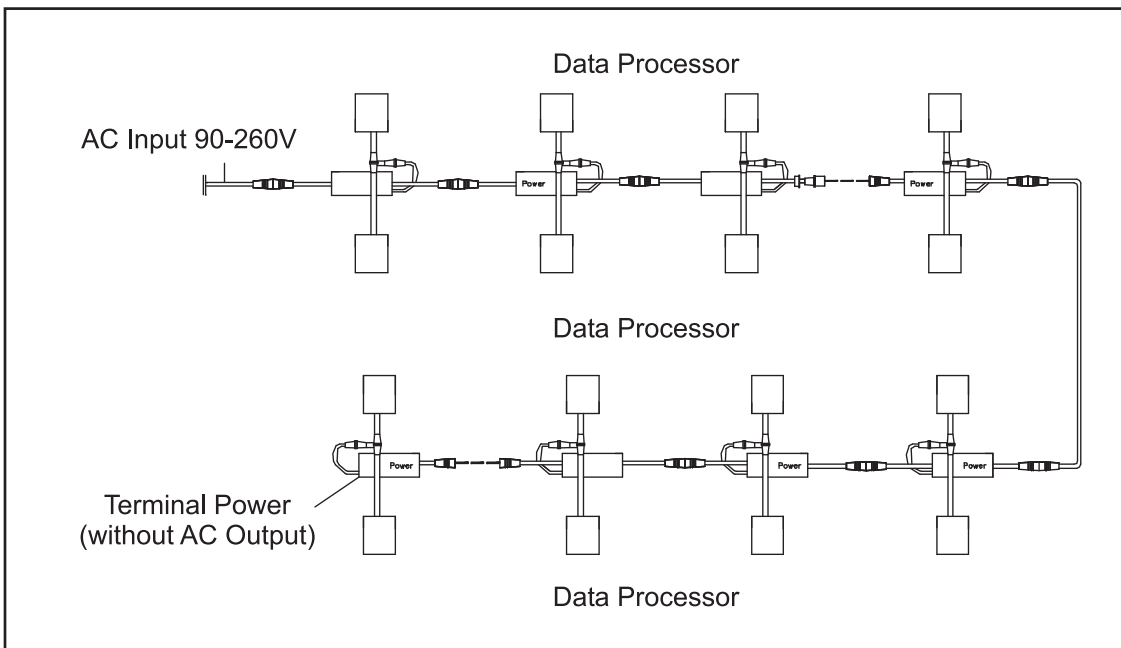 Data Processor
AC Input 90-260V
Power
Power
Data Processor
Power
Power
Power
Terminal Power
(without AC Output)
Data Processor